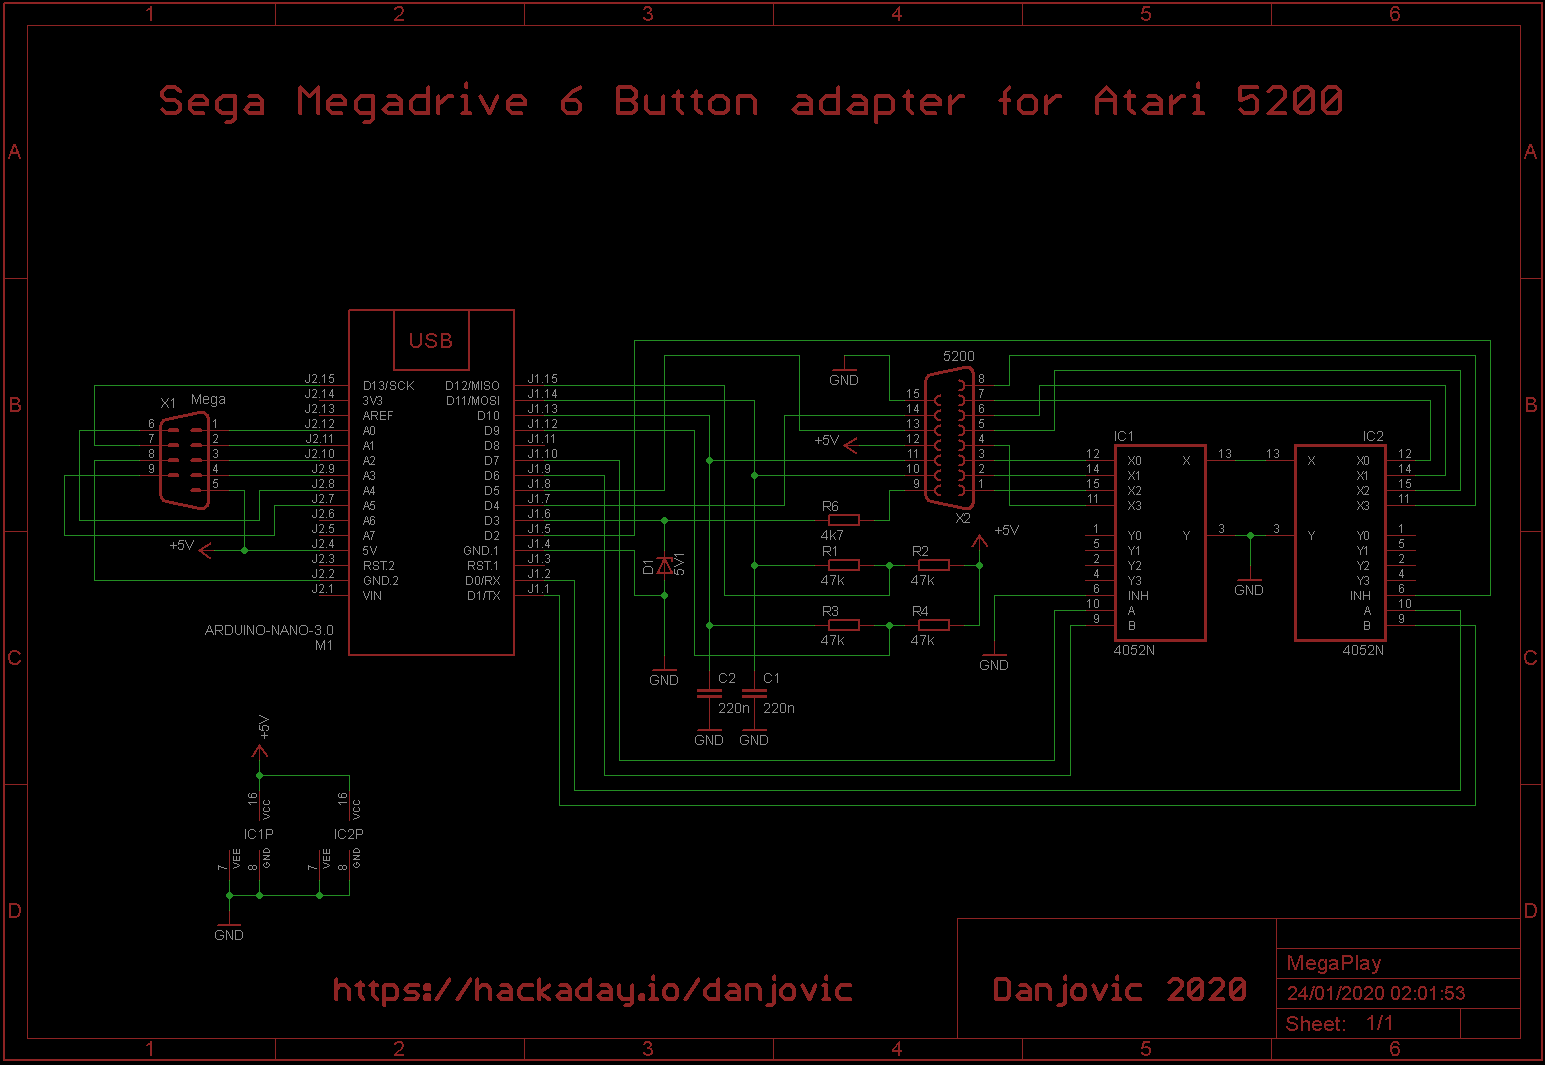 1 2 3 4 5 6
Sega Megadrive 6 Button adapter for Atari 5200
A A
B B
C C
D D
USB
X1 Mega
6 1
7 2
8 3
9 4
5
+5V
J2.15 D13/SCK D12/MISO J1.15
J2.14 3V3 D11/MOSI J1.14
J2.13 AREF D10 J1.13
J2.12 A0 D9 J1.12
J2.11 A1 D8 J1.11
J2.10 A2 D7 J1.10
J2.9 A3 D6 J1.9
J2.8 A4 D5 J1.8
J2.7 A5 D4 J1.7
J2.6 A6 D3 J1.6
J2.5 A7 D2 J1.5
J2.4 5V GND.1 J1.4
J2.3 RST.2 RST.1 J1.3
J2.2 GND.2 D0/RX J1.2
J2.1 VIN D1/TX J1.1
ARDUINO-NANO-3.0
M1
5200
GND
15 8
14 7
13 6
12 5
11 4
10 3
9 2
1
X2
+5V
+5V
R6
4k7
R1 R2
47k 47k
R3 R4
47k 47k
D1 5V1
GND
C2 C1
220n 220n
GND GND
GND
IC1
12 X0 X 13
14 X1
15 X2
11 X3
1 Y0 Y 3
5 Y1
2 Y2
4 Y3
6 INH
10 A
9 B
4052N
GND
IC2
13 X X0 12
X1 14
X2 15
X3 11
3 Y Y0 1
Y1 5
Y2 2
Y3 4
INH 6
A 10
B 9
4052N
+5V
16 VCC 16 VCC
IC1P IC2P
7 VEE 8 GND 7 VEE 8 GND
GND
https://hackaday.io/danjovic
Danjovic 2020
MegaPlay
24/01/2020 02:01:53
Sheet: 1/1
1 2 3 4 5 6